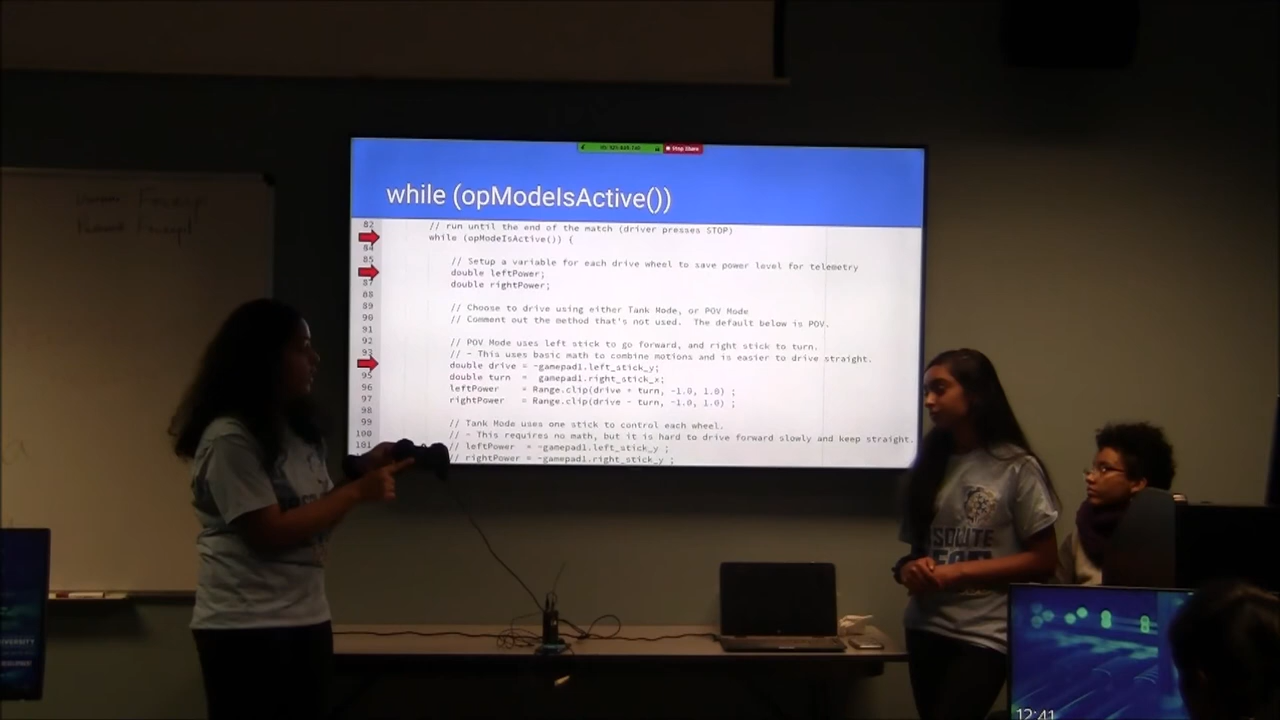 Stop Share
while (opModeIsActive())
82 // run until the end of the match (driver presses STOP)
while (opModeIsActive()) {
84
85 // Setup a variable for each drive wheel to save power level for telemetry
double leftPower;
87 double rightPower;
88
89 // Choose to drive using either Tank Mode, or POV Mode
90 // Comment out the method that's not used. The default below is POV.
91
92 // POV Mode uses left stick to go forward, and right stick to turn.
93 // - This uses basic math to combine motions and is easier to drive straight.
double drive = -gamepad1.left_stick_y;
95 double turn = gamepad1.right_stick_x;
96 leftPower = Range.clip(drive + turn, -1.0, 1.0) ;
97 rightPower = Range.clip(drive - turn, -1.0, 1.0) ;
98
99 // Tank Mode uses one stick to control each wheel.
100 // - This requires no math, but it is hard to drive forward slowly and keep straight.
101 // leftPower = -gamepad1.left_stick_y ;
// rightPower = -gamepad1.right_stick_y ;
12:41